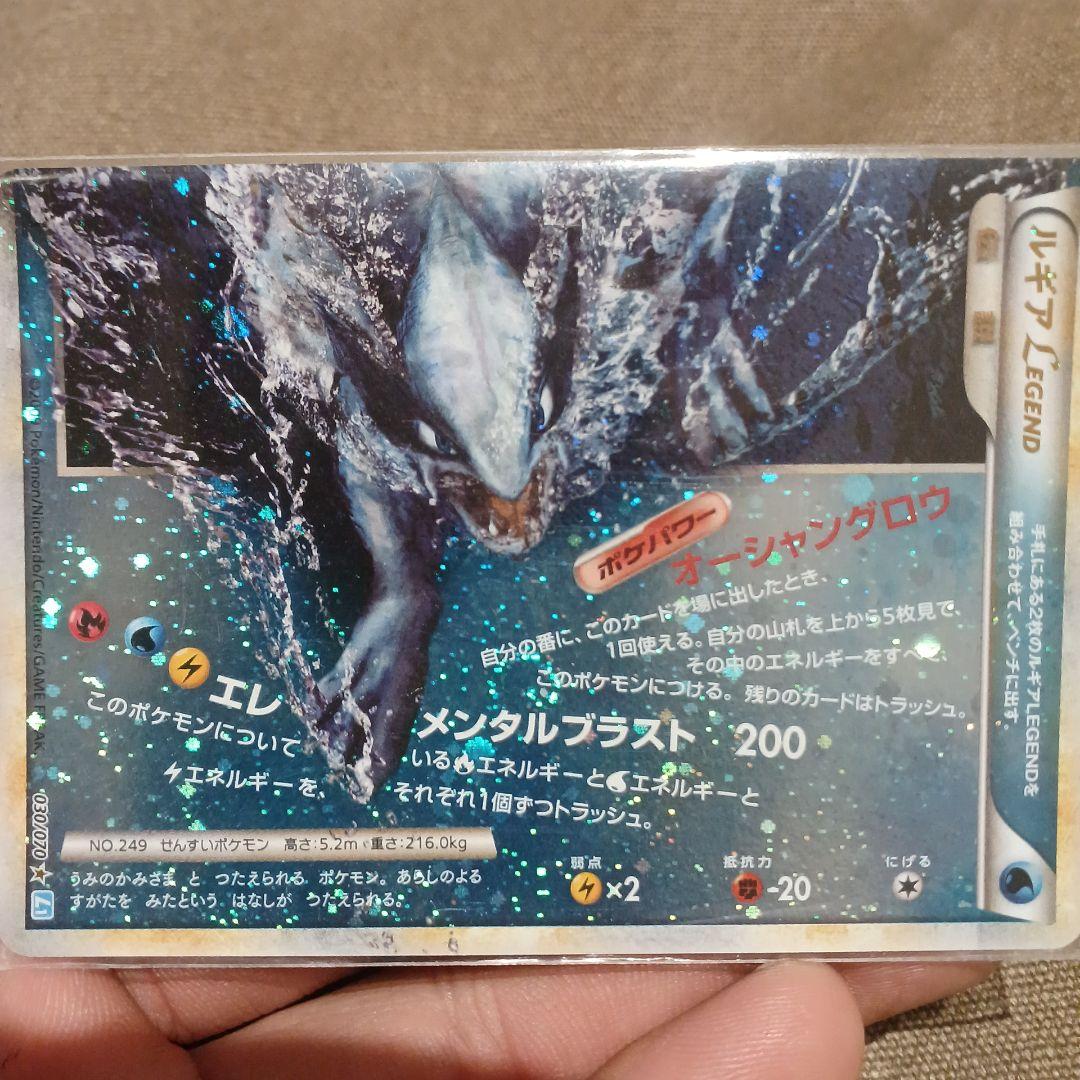 ルギア LEGEND
伝説
手札にある2枚のルギアLEGENDを
組み合わせて、ベンチに出す。
ポケパワー
オーシャングロウ
自分の番に、このカードを場に出したとき、
1回使える。自分の山札を上から5枚見て、
その中のエネルギーをすべて、
このポケモンにつける。残りのカードはトラッシュ。
エレメンタルブラスト 200
このポケモンについているエネルギーとエネルギーと
エネルギーを、それぞれ1個ずつトラッシュ。
NO.249 せんすいポケモン 高さ:5.2m 重さ:216.0kg
うみのかみさま と つたえられる ポケモン。あらしのよる
すがたを みたという はなしが つたえられる。
弱点
×2
抵抗力
-20
にげる
Pokémon/Nintendo/Creatures/GAME FREAK.
030/070 ★ L1